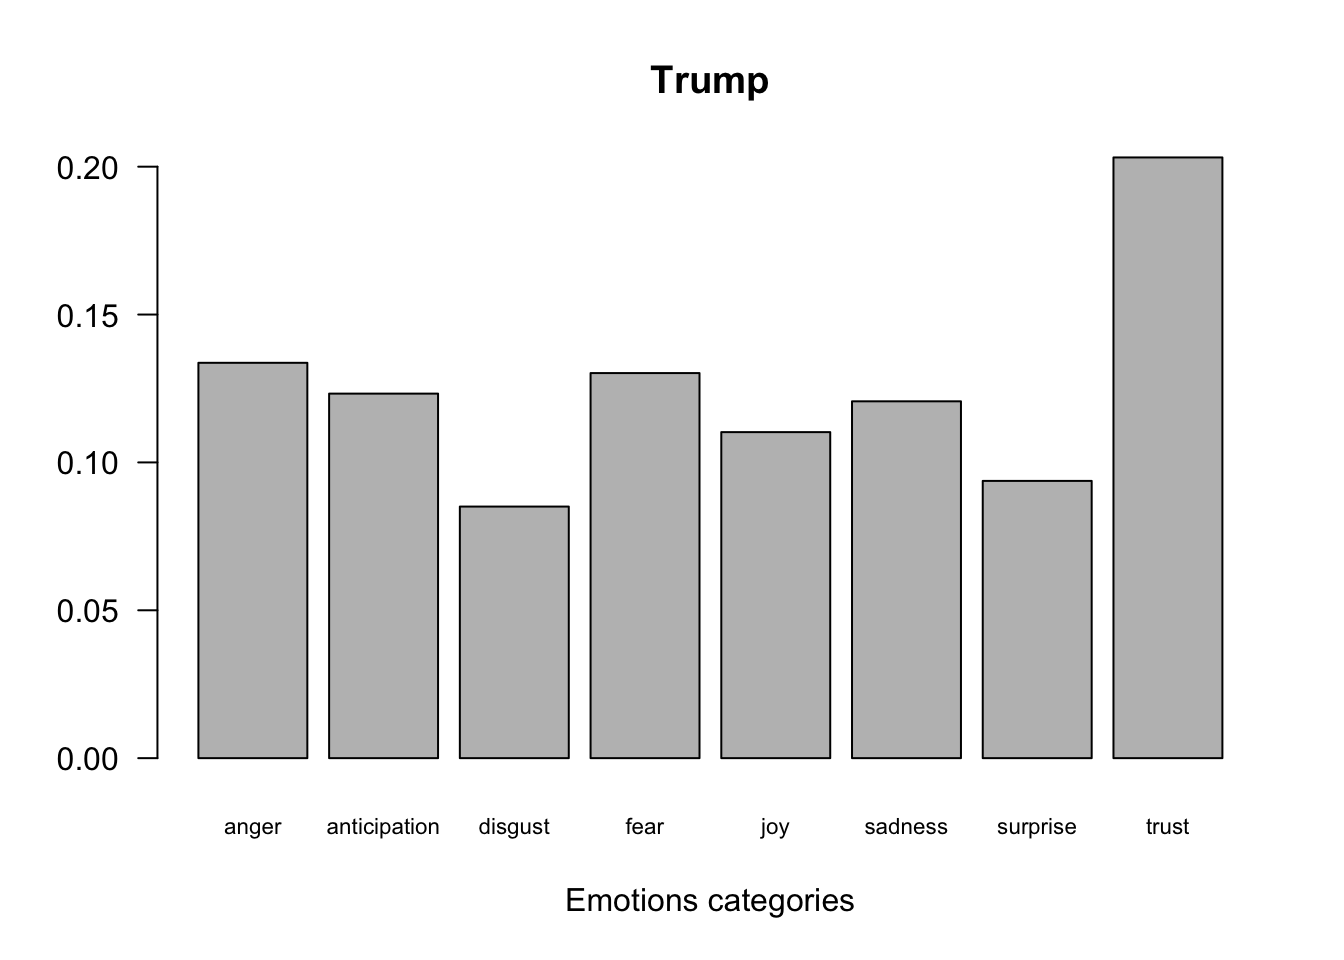 Trump
0.20
0.15
0.10
0.05
0.00
anger anticipation disgust fear joy sadness surprise trust
Emotions categories